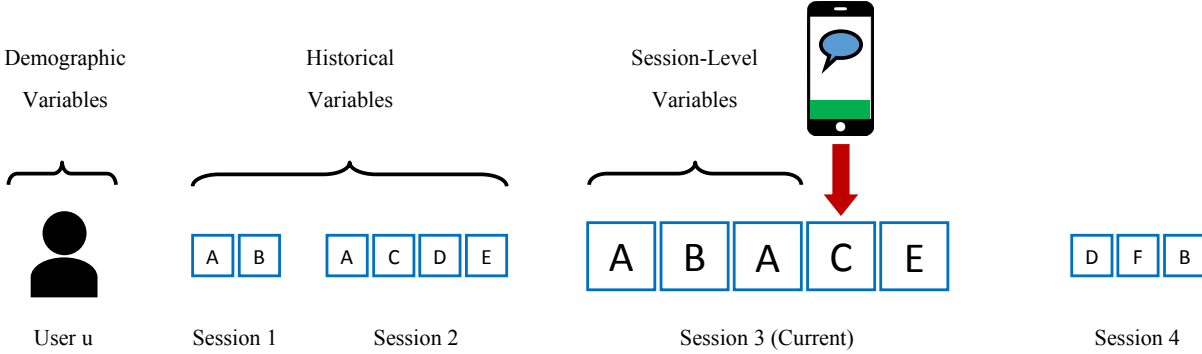 Demographic
Variables
Historical
Variables
Session-Level
Variables
A B
A C D E
A B A C E
D F B
User u
Session 1
Session 2
Session 3 (Current)
Session 4